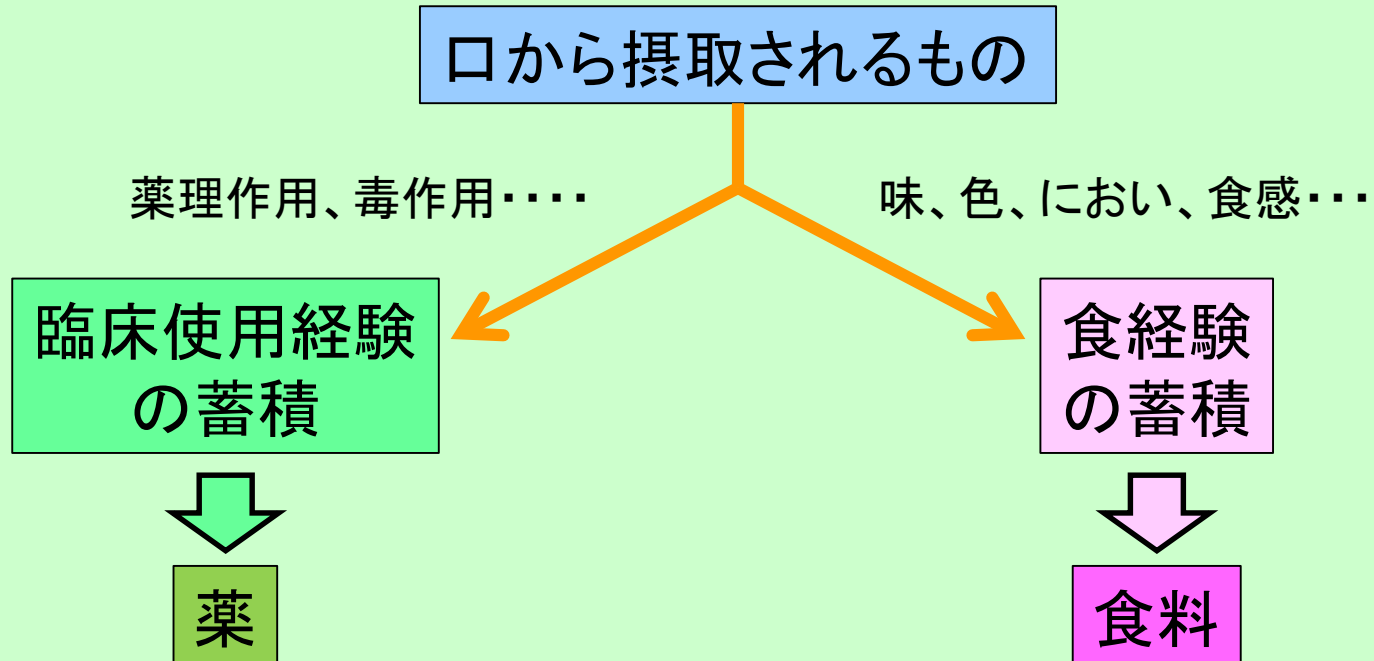 口から摂取されるもの
薬理作用、毒作用････
味、色、におい、食感･･･
臨床使用経験
の蓄積
食経験
の蓄積
薬
食料